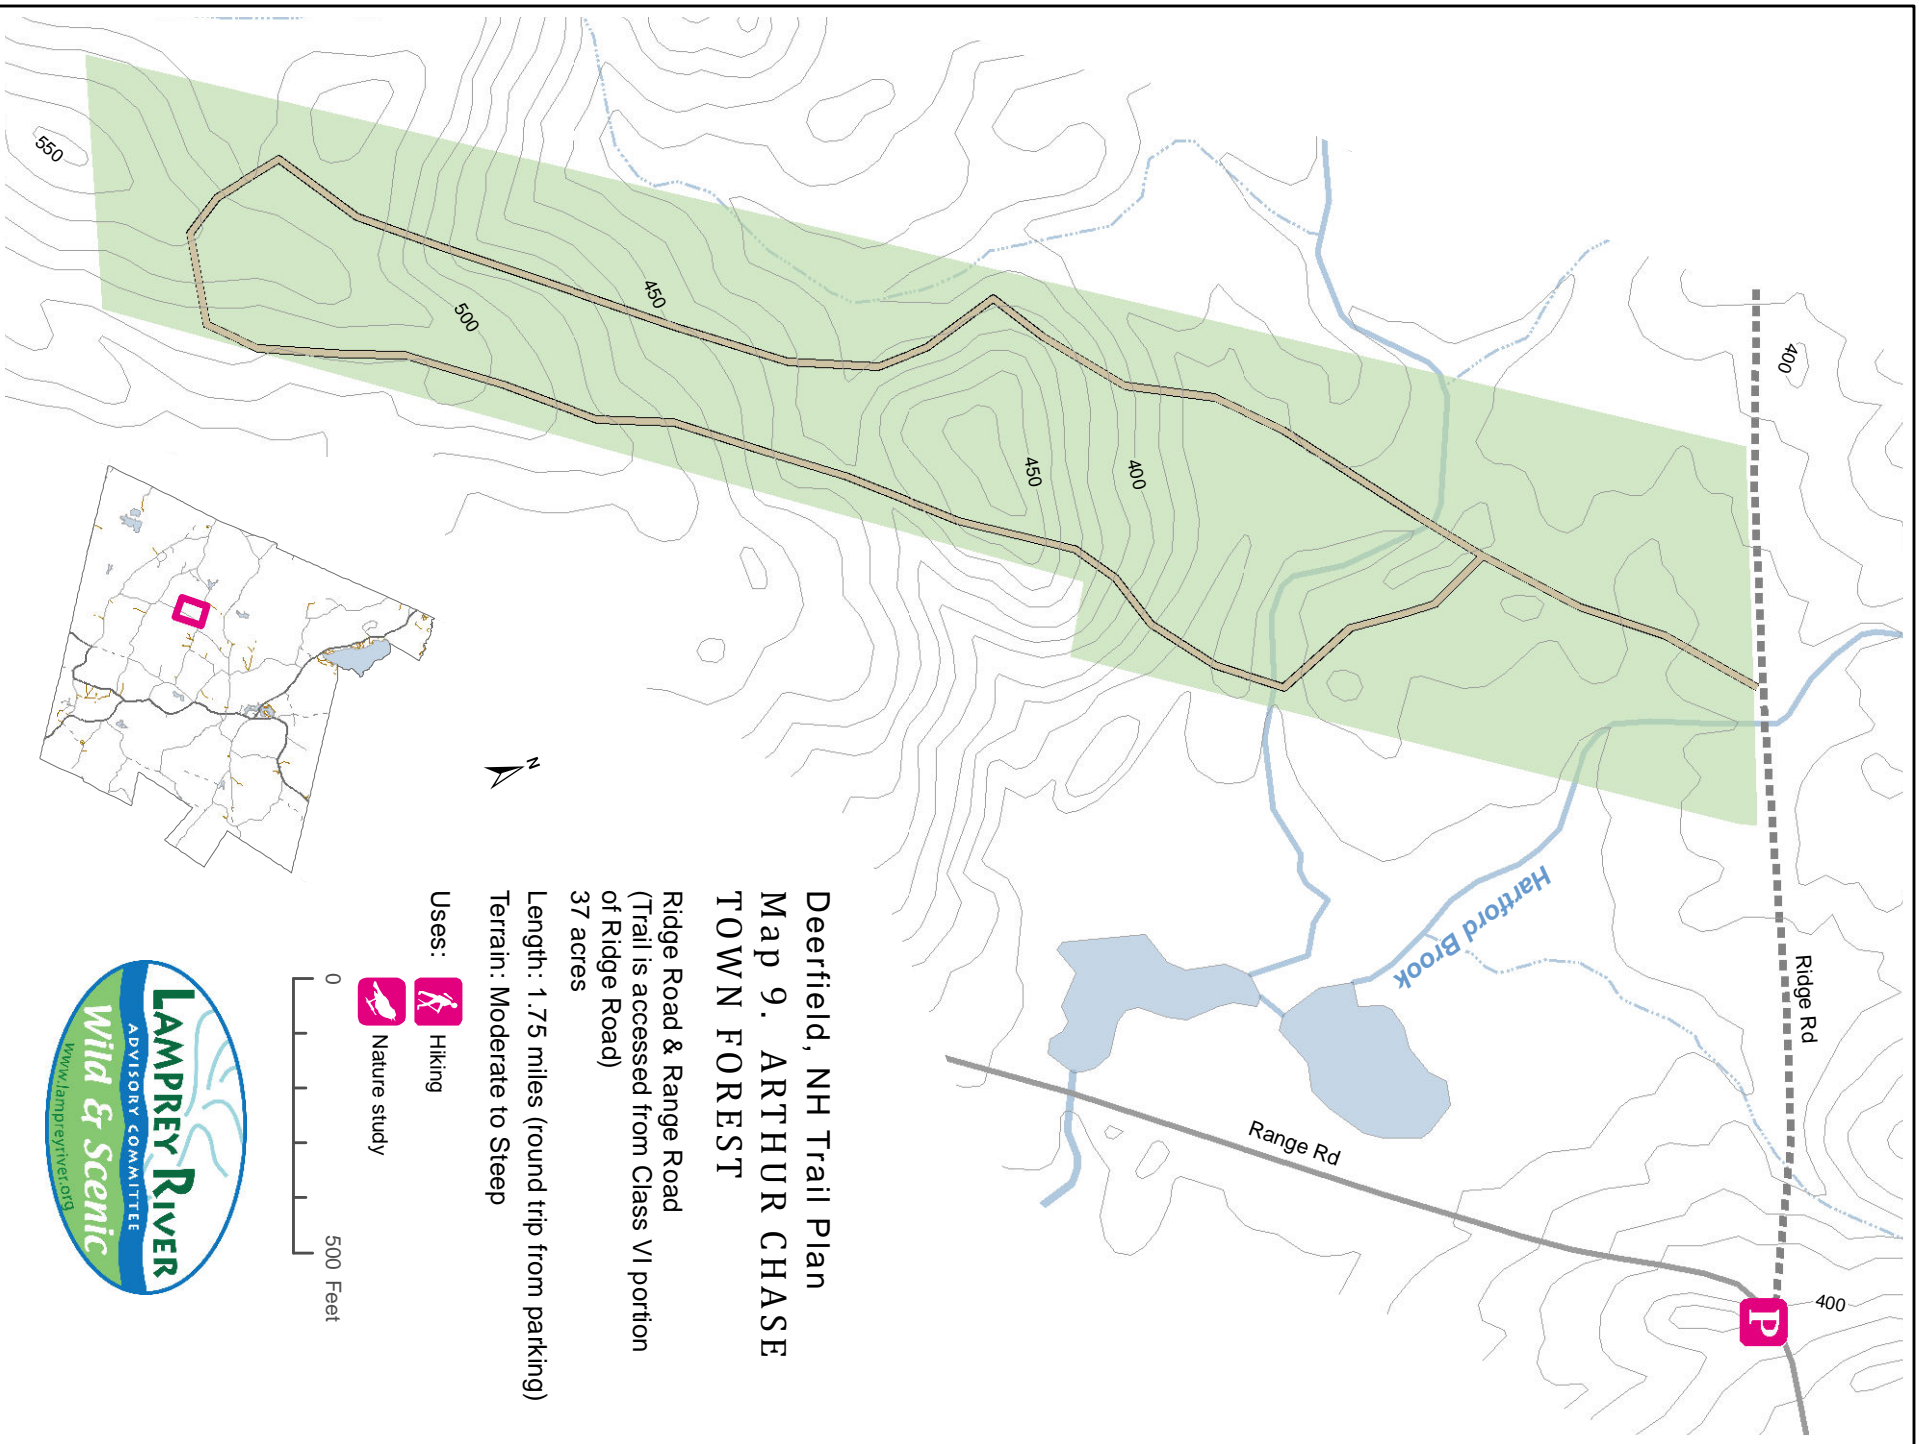 Deerfield, NH Trail Plan
Map 9. ARTHUR CHASE
TOWN FOREST
Ridge Road & Range Road
(Trail is accessed from Class VI portion
of Ridge Road)
37 acres
Length: 1.75 miles (round trip from parking)
Terrain: Moderate to Steep
Uses:
Hiking
Nature study
0
500 Feet
LAMPREY RIVER
ADVISORY COMMITTEE
Wild & Scenic
www.lampreyriver.org
N
Ridge Rd
Range Rd
Hartford Brook
P
400
400
400
450
450
500
550